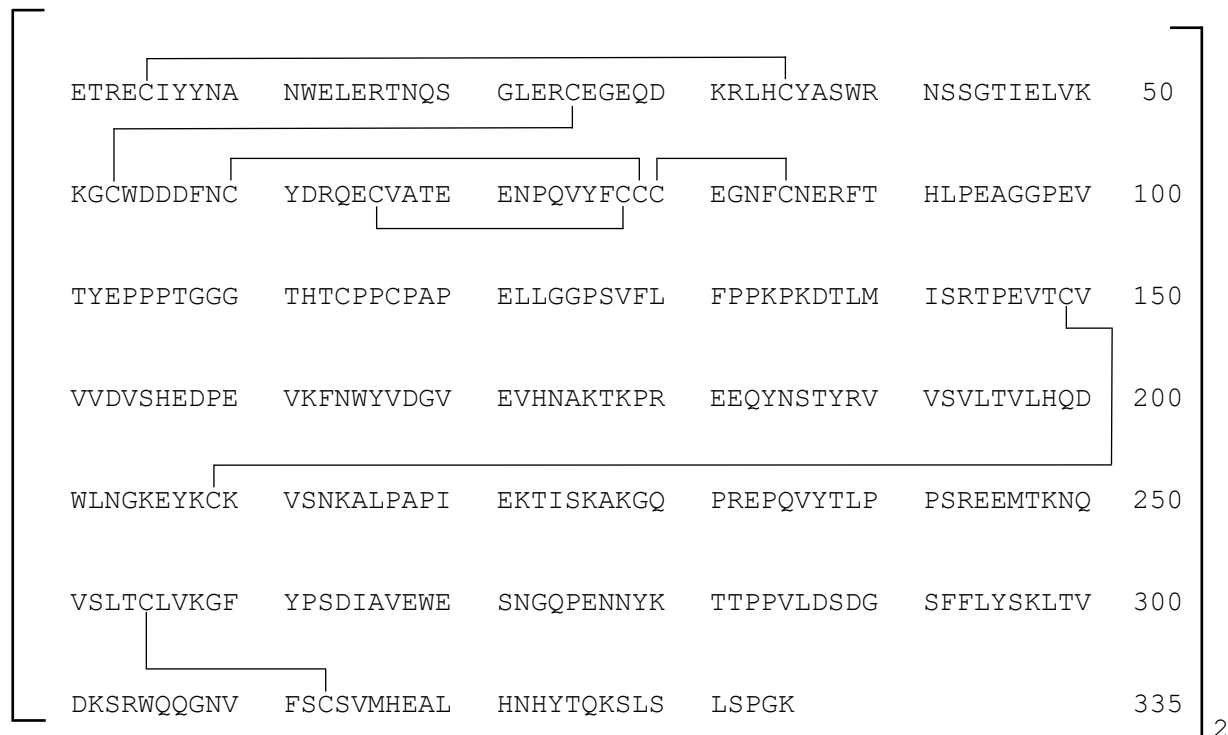 ETRECIYYNA NWELERTNQS GLERCEGEQD KRLHCYASWR NSSGTIELVK 50
KGCWDDDFNC YDRQECVATE ENPQVYFCCC EGNFCNERFT HLPEAGGPEV 100
TYEPPPTGGG THTCPPCPAP ELLGGPSVFL FPPKPKDTLM ISRTPEVTCV 150
VVDVSHEDPE VKFNWYVDGV EVHNAKTKPR EEQYNSTYRV VSVLTVLHQD 200
WLNGKEYKCK VSNKALPAPI EKTISKAKGQ PREPQVYTLP PSREEMTKNQ 250
VSLTCLVKGF YPSDIAVEWE SNGQPENNYK TTPPVLDSDG SFFLYSKLTV 300
DKSRWQQGNV FSCSVMHEAL HNHYTQKSLS LSPGK 335
2